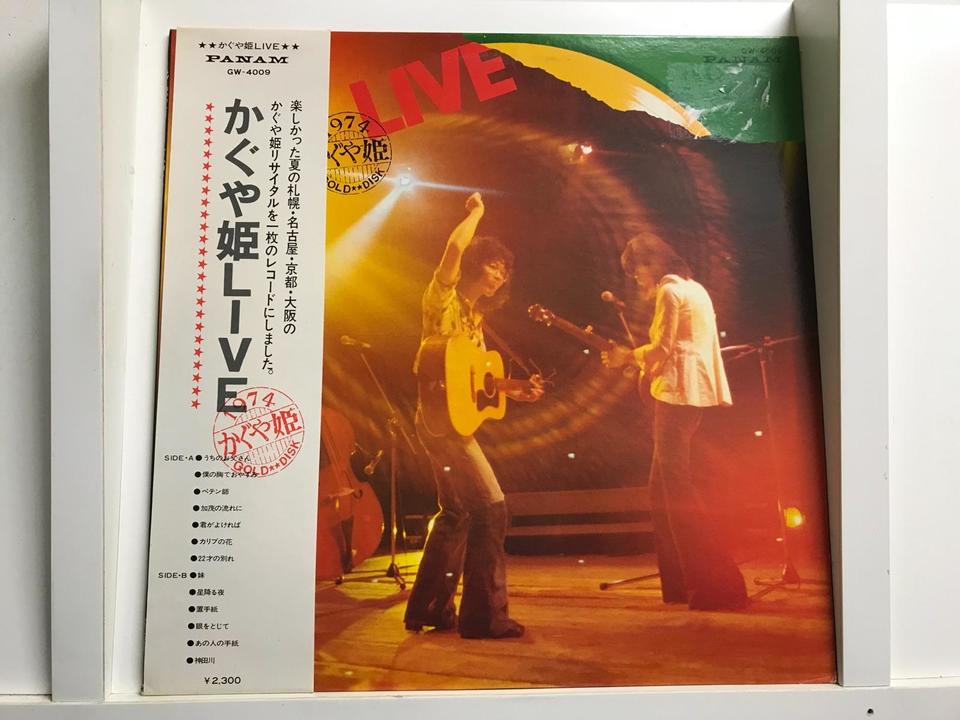 ★★かぐや姫LIVE★★
PANAM
GW-4009
楽しかった夏の札幌・名古屋・京都・大阪の
かぐや姫リサイタルを一枚のレコードにしました。
かぐや姫LIVE
1974
かぐや姫
GOLD★★DISK
SIDE・A ●うちのお父さん
●僕の胸でおやすみ
●ペテン師
●加茂の流れに
●君がよければ
●カリブの花
●22才の別れ
SIDE・B ●妹
●星降る夜
●置手紙
●眼をとじて
●あの人の手紙
●神田川
￥2,300
LIVE
1974
ぐや姫
GOLD★★DISK
GW-4009
PANAM